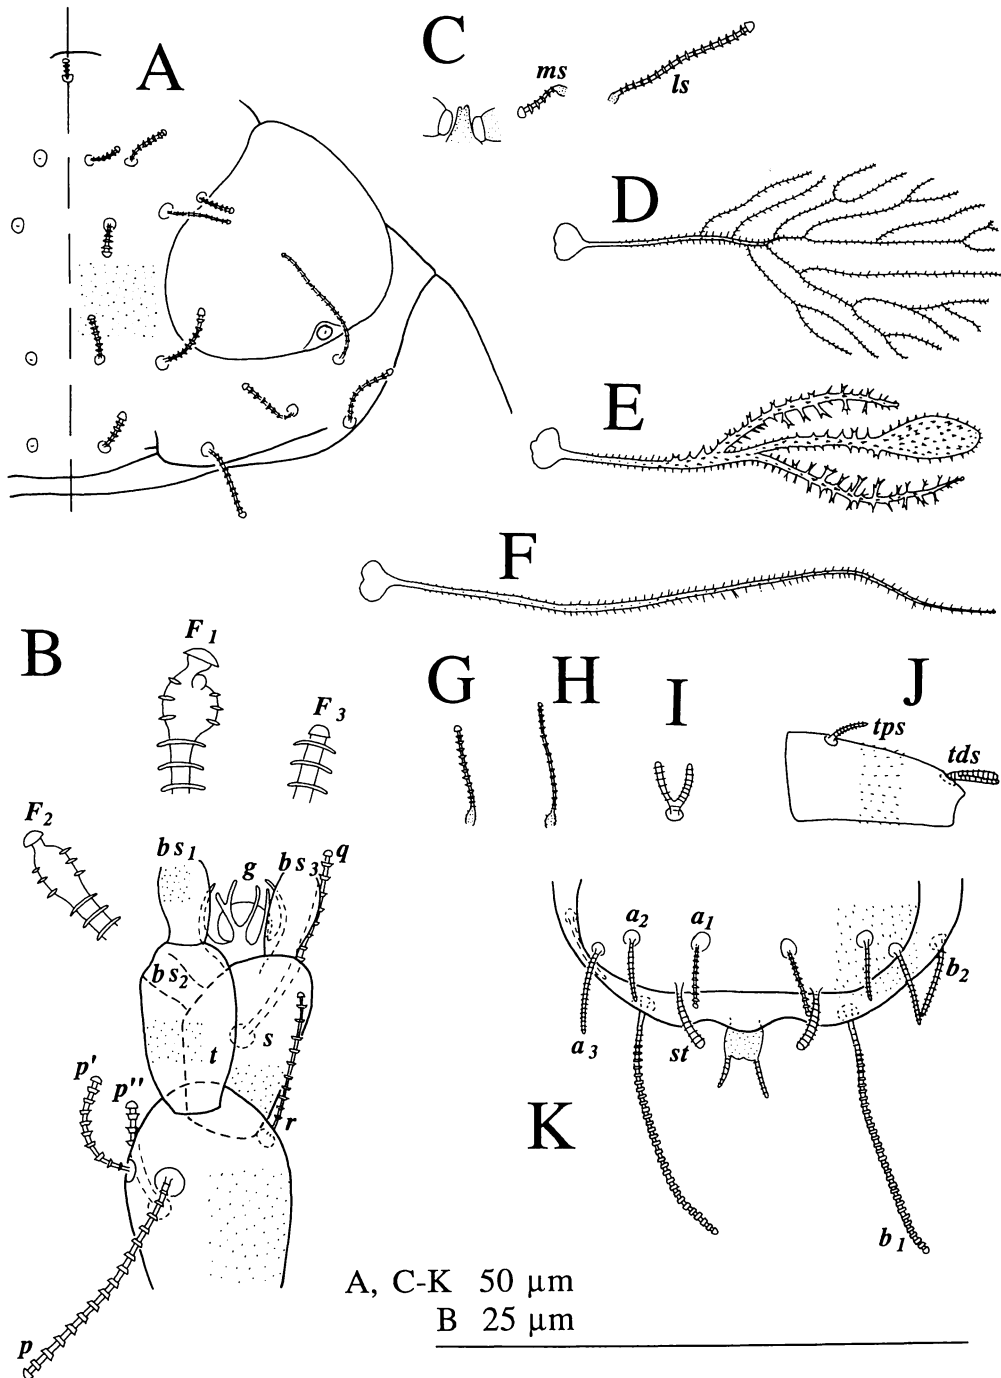 A
C
ms
ls
D
E
F
B
F1
F3
F2
G
H
I
J
tps
tds
bs1
g
bs3
q
bs2
t
s
p'
p''
r
p
a2
a1
b2
a3
st
K
b1
A, C-K 50 μm
B 25 μm